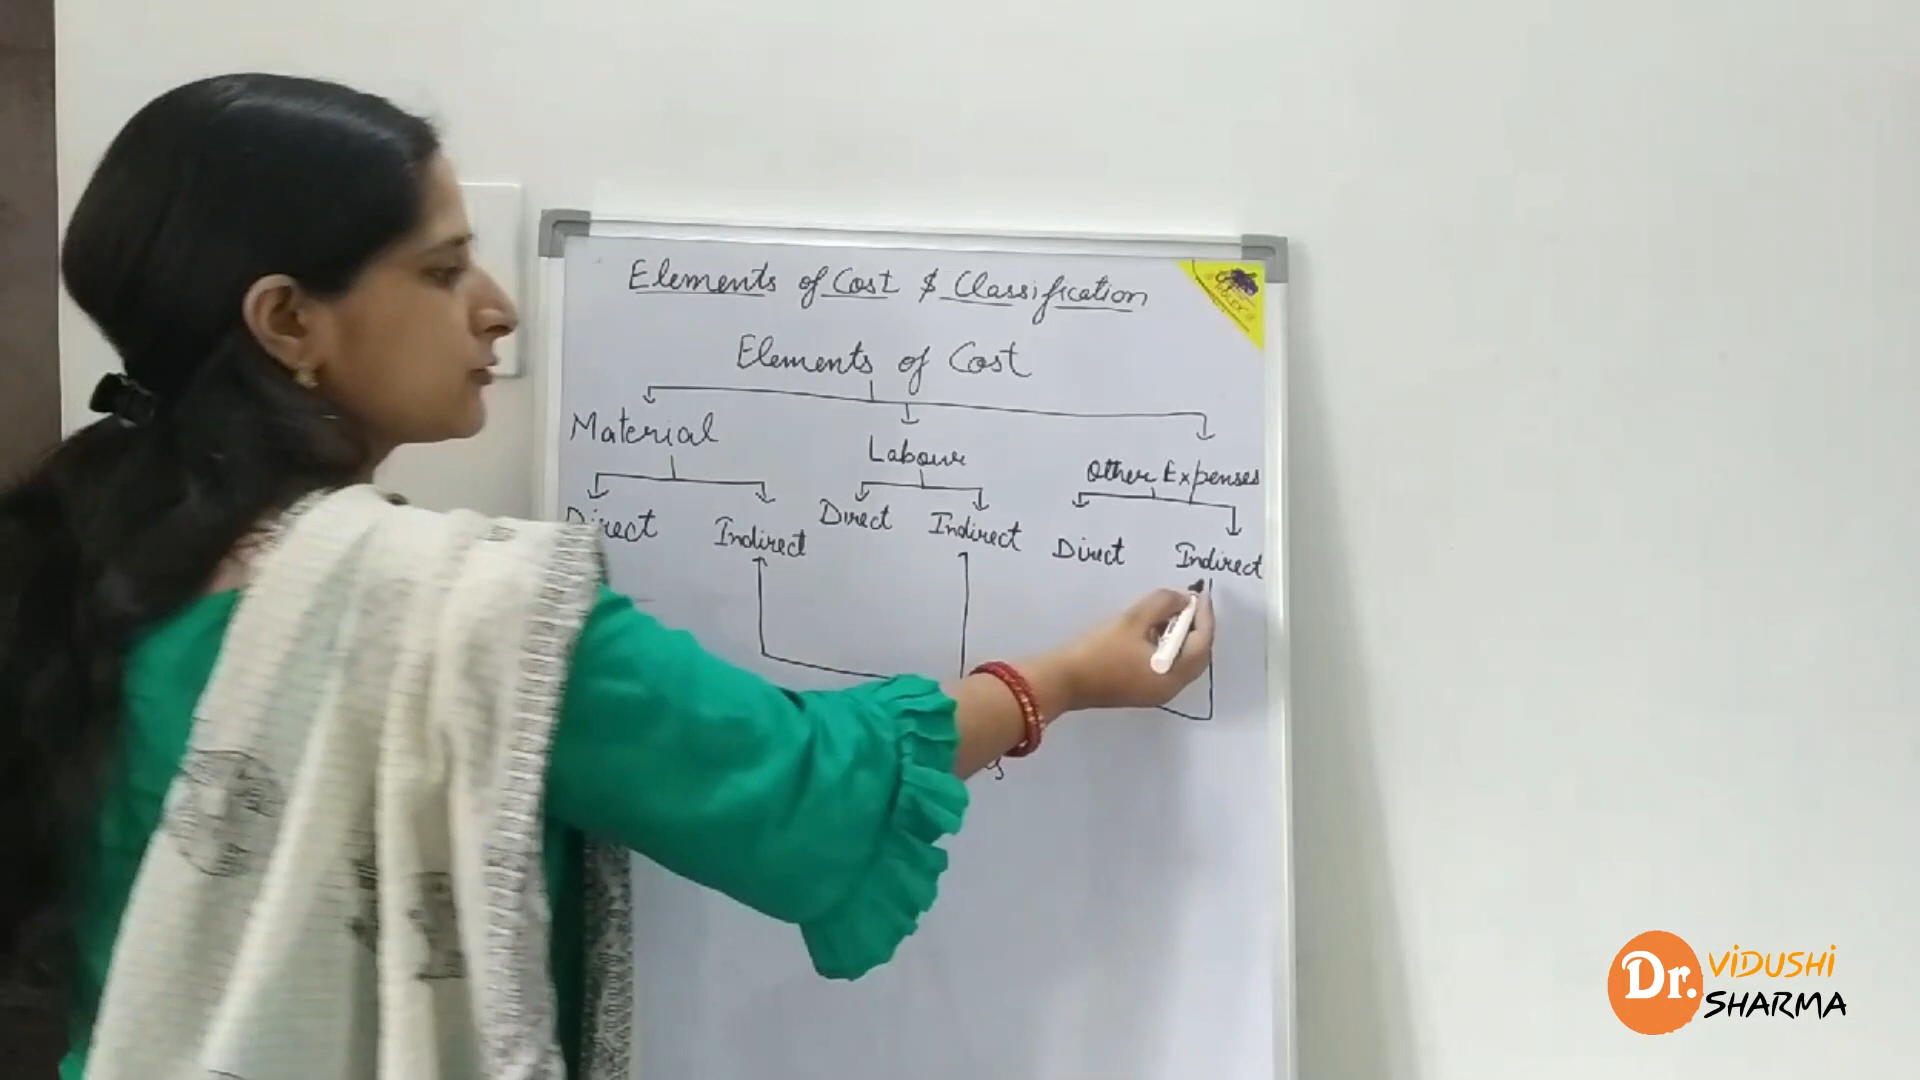 Elements of Cost & Classification
Elements of Cost
Material
Labour
Other Expenses
Direct Indirect Direct Indirect Direct Indirect
Dr. ViDUSHi
SHARMA